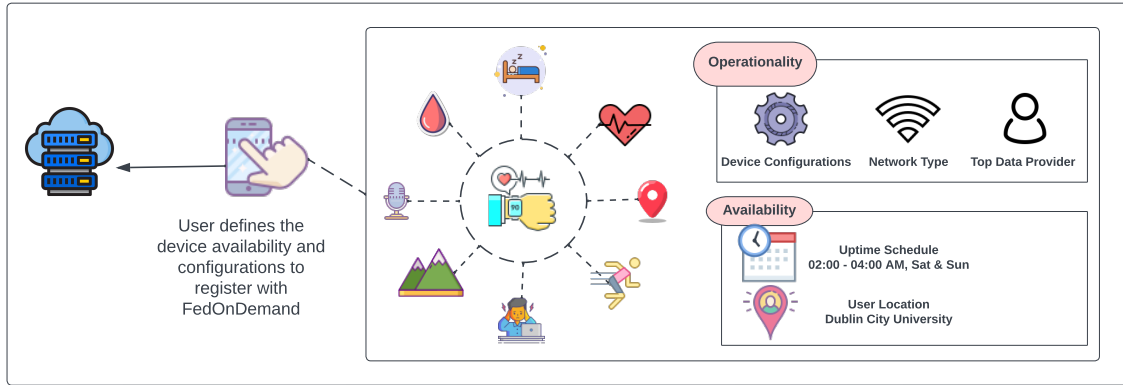 User defines the
device availability and
configurations to
register with
FedOnDemand
z
z
z
90
Operationality
Device Configurations
Network Type
Top Data Provider
Availability
Uptime Schedule
02:00 - 04:00 AM, Sat & Sun
User Location
Dublin City University